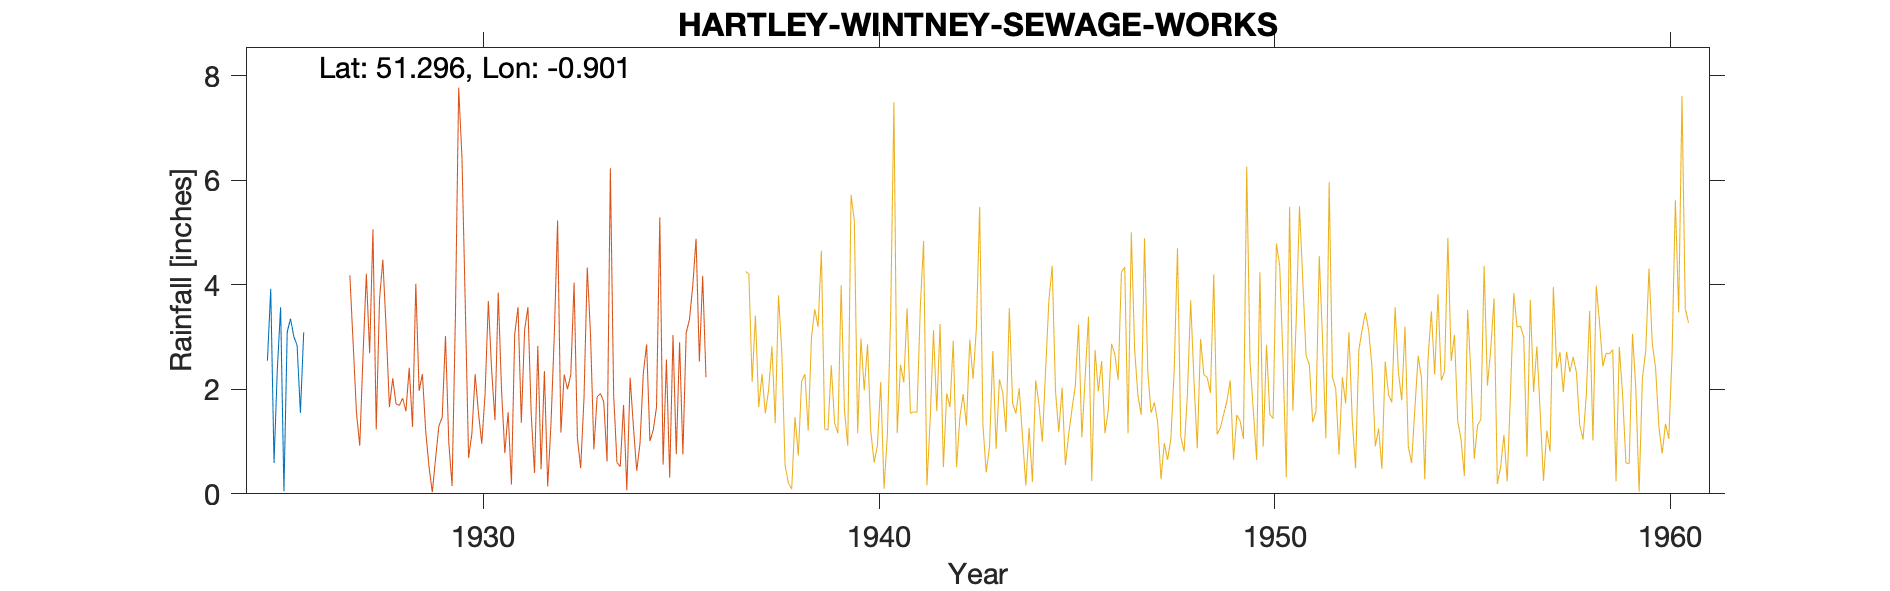 HARTLEY-WINTNEY-SEWAGE-WORKS
Lat: 51.296, Lon: -0.901
8
6
4
2
0
Rainfall [inches]
1930 1940 1950 1960
Year